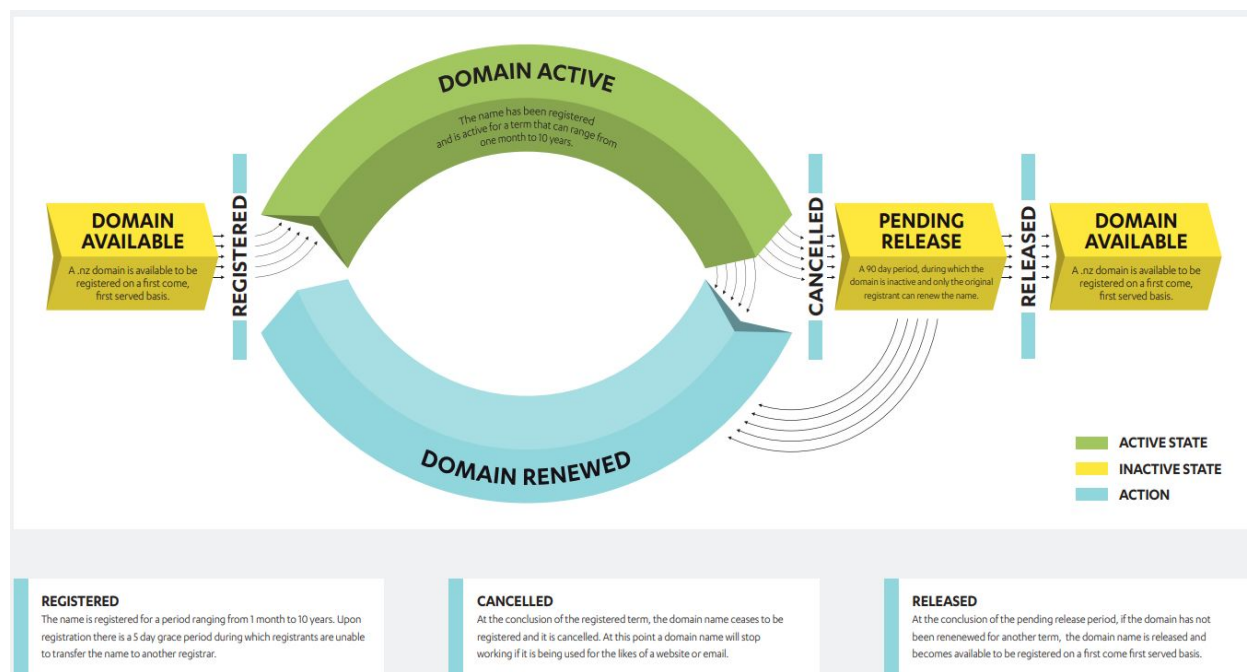 DOMAIN ACTIVE
The name has been registered
and is active for a term that can range from
one month to 10 years.
DOMAIN
AVAILABLE
A .nz domain is available to be
registered on a first come,
first served basis.
REGISTERED
CANCELLED
PENDING
RELEASE
A 90 day period, during which the
domain is inactive and only the original
registrant can renew the name.
RELEASED
DOMAIN
AVAILABLE
A .nz domain is available to be
registered on a first come,
first served basis.
DOMAIN RENEWED
ACTIVE STATE
INACTIVE STATE
ACTION
REGISTERED
The name is registered for a period ranging from 1 month to 10 years. Upon
registration there is a 5 day grace period during which registrants are unable
to transfer the name to another registrar.
CANCELLED
At the conclusion of the registered term, the domain name ceases to be
registered and it is cancelled. At this point a domain name will stop
working if it is being used for the likes of a website or email.
RELEASED
At the conclusion of the pending release period, if the domain has not
been renenewed for another term, the domain name is released and
becomes available to be registered on a first come first served basis.